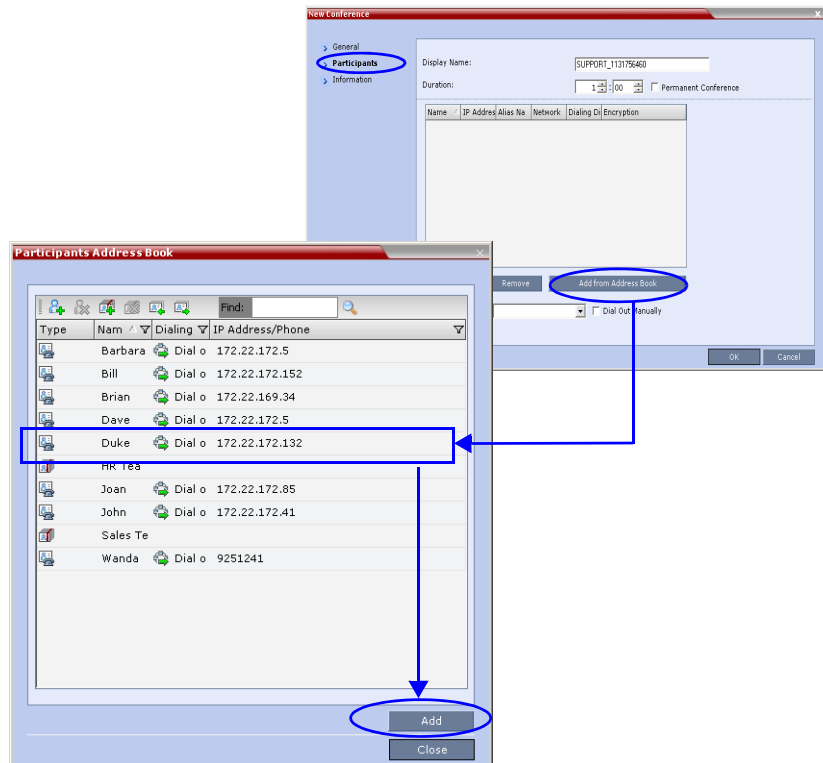 New Conference
X
General
Participants
Information
Display Name:
SUPPORT_1131756460
Duration:
1 : 00
Permanent Conference
Name IP Addres Alias Na Network Dialing Di Encryption
Remove
Add from Address Book
Dial Out Manually
OK
Cancel
Participants Address Book
X
Find:
Type Nam Dialing IP Address/Phone
Barbara Dial o 172.22.172.5
Bill Dial o 172.22.172.152
Brian Dial o 172.22.169.34
Dave Dial o 172.22.172.5
Duke Dial o 172.22.172.132
HR Tea
Joan Dial o 172.22.172.85
John Dial o 172.22.172.41
Sales Te
Wanda Dial o 9251241
Add
Close